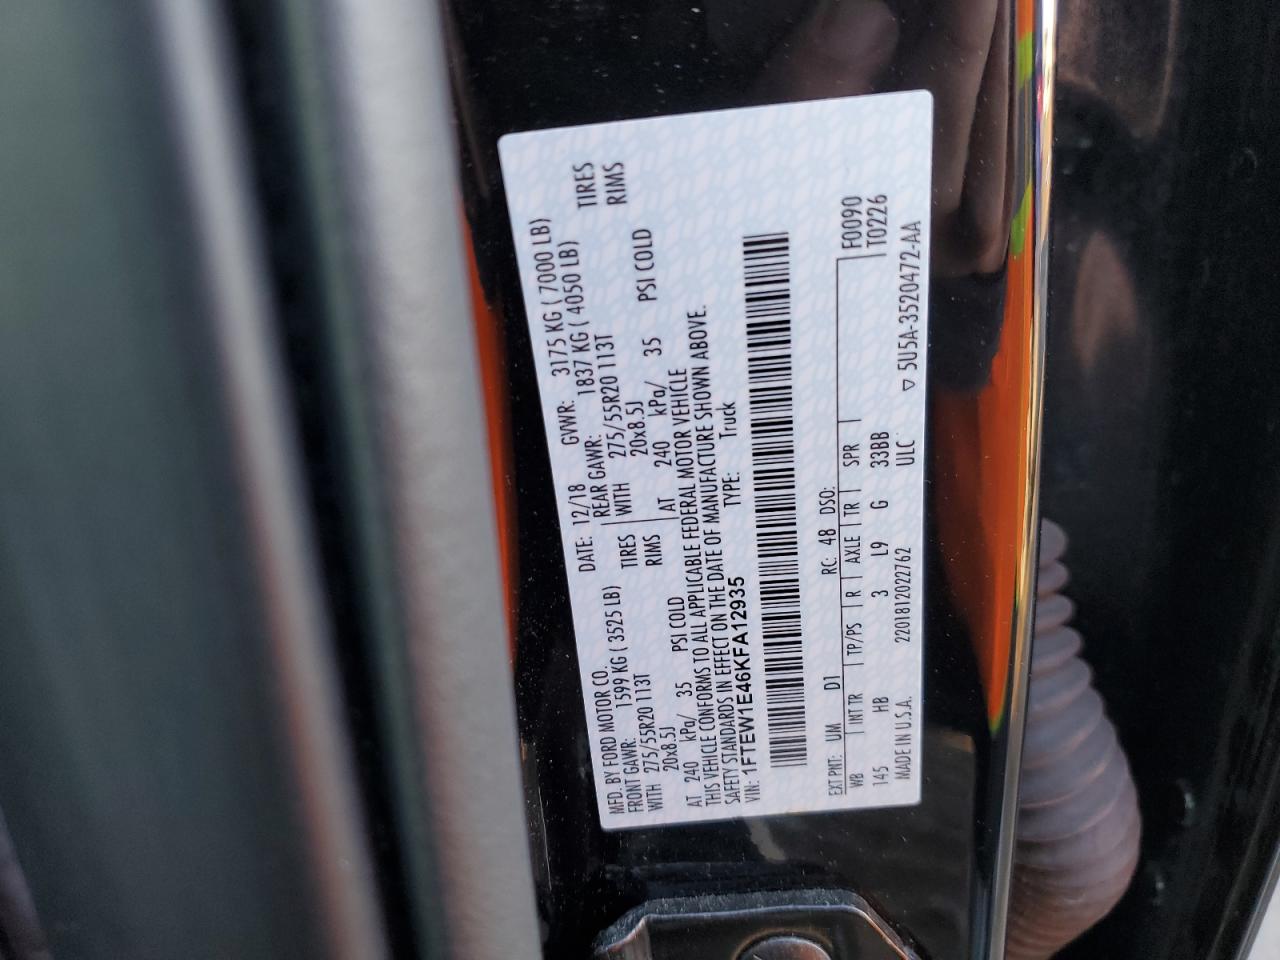 MFD. BY FORD MOTOR CO.
DATE: 12/18 GVWR: 3175 KG ( 7000 LB)
FRONT GAWR: 1599 KG ( 3525 LB) REAR GAWR: 1837 KG ( 4050 LB)
WITH 275/55R20 113T TIRES WITH 275/55R20 113T TIRES
20x8.5J RIMS 20x8.5J RIMS
AT 240 kPa/ 35 PSI COLD AT 240 kPa/ 35 PSI COLD
THIS VEHICLE CONFORMS TO ALL APPLICABLE FEDERAL MOTOR VEHICLE
SAFETY STANDARDS IN EFFECT ON THE DATE OF MANUFACTURE SHOWN ABOVE.
VIN: 1FTEW1E46KFA12935 TYPE: Truck
F0090
T0226
EXT PNT: UM D1 RC: 48 DSO:
WB INT TR TP/PS R AXLE TR SPR
145 HB 3 L9 G 33BB
MADE IN U.S.A. 2201812022762 ULC ▽ 5U5A-3520472-AA